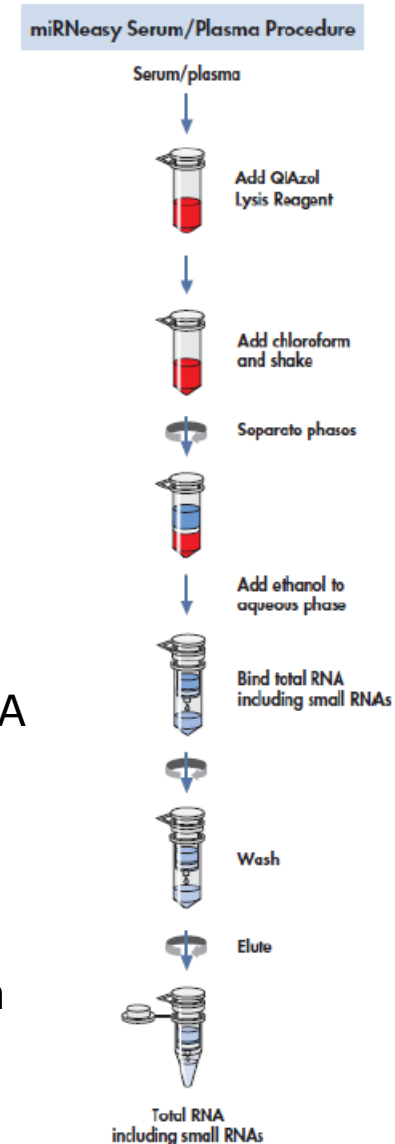 miRNeasy Serum/Plasma Procedure
Serum/plasma
Add QIAzol
Lysis Reagent
Add chloroform
and shake
Separate phases
Add ethanol to
aqueous phase
Bind total RNA
including small RNAs
A
Wash
Elute
n
Total RNA
including small RNAs